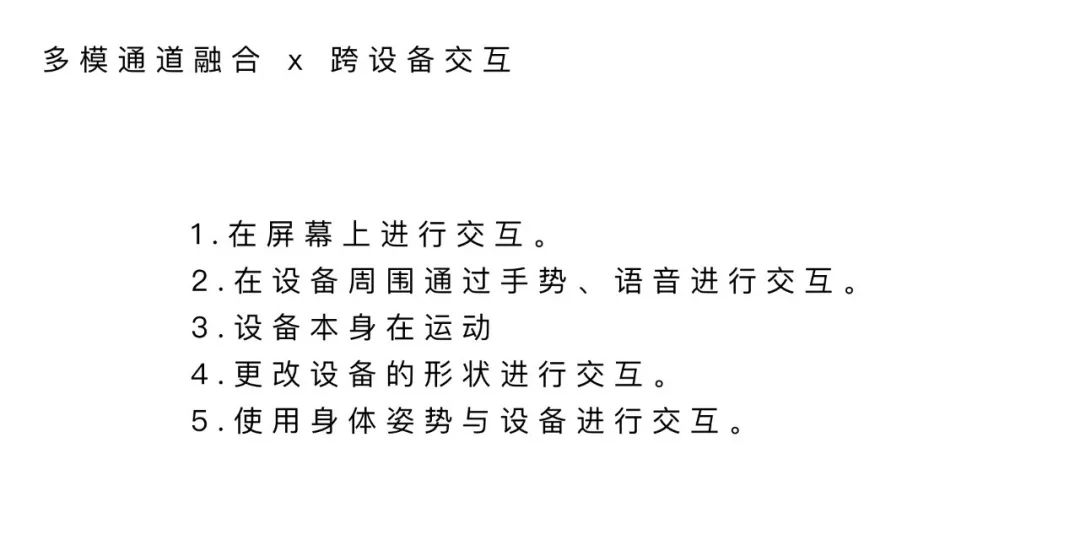 多模通道融合 x 跨设备交互
1.在屏幕上进行交互。
2.在设备周围通过手势、语音进行交互。
3.设备本身在运动
4.更改设备的形状进行交互。
5.使用身体姿势与设备进行交互。